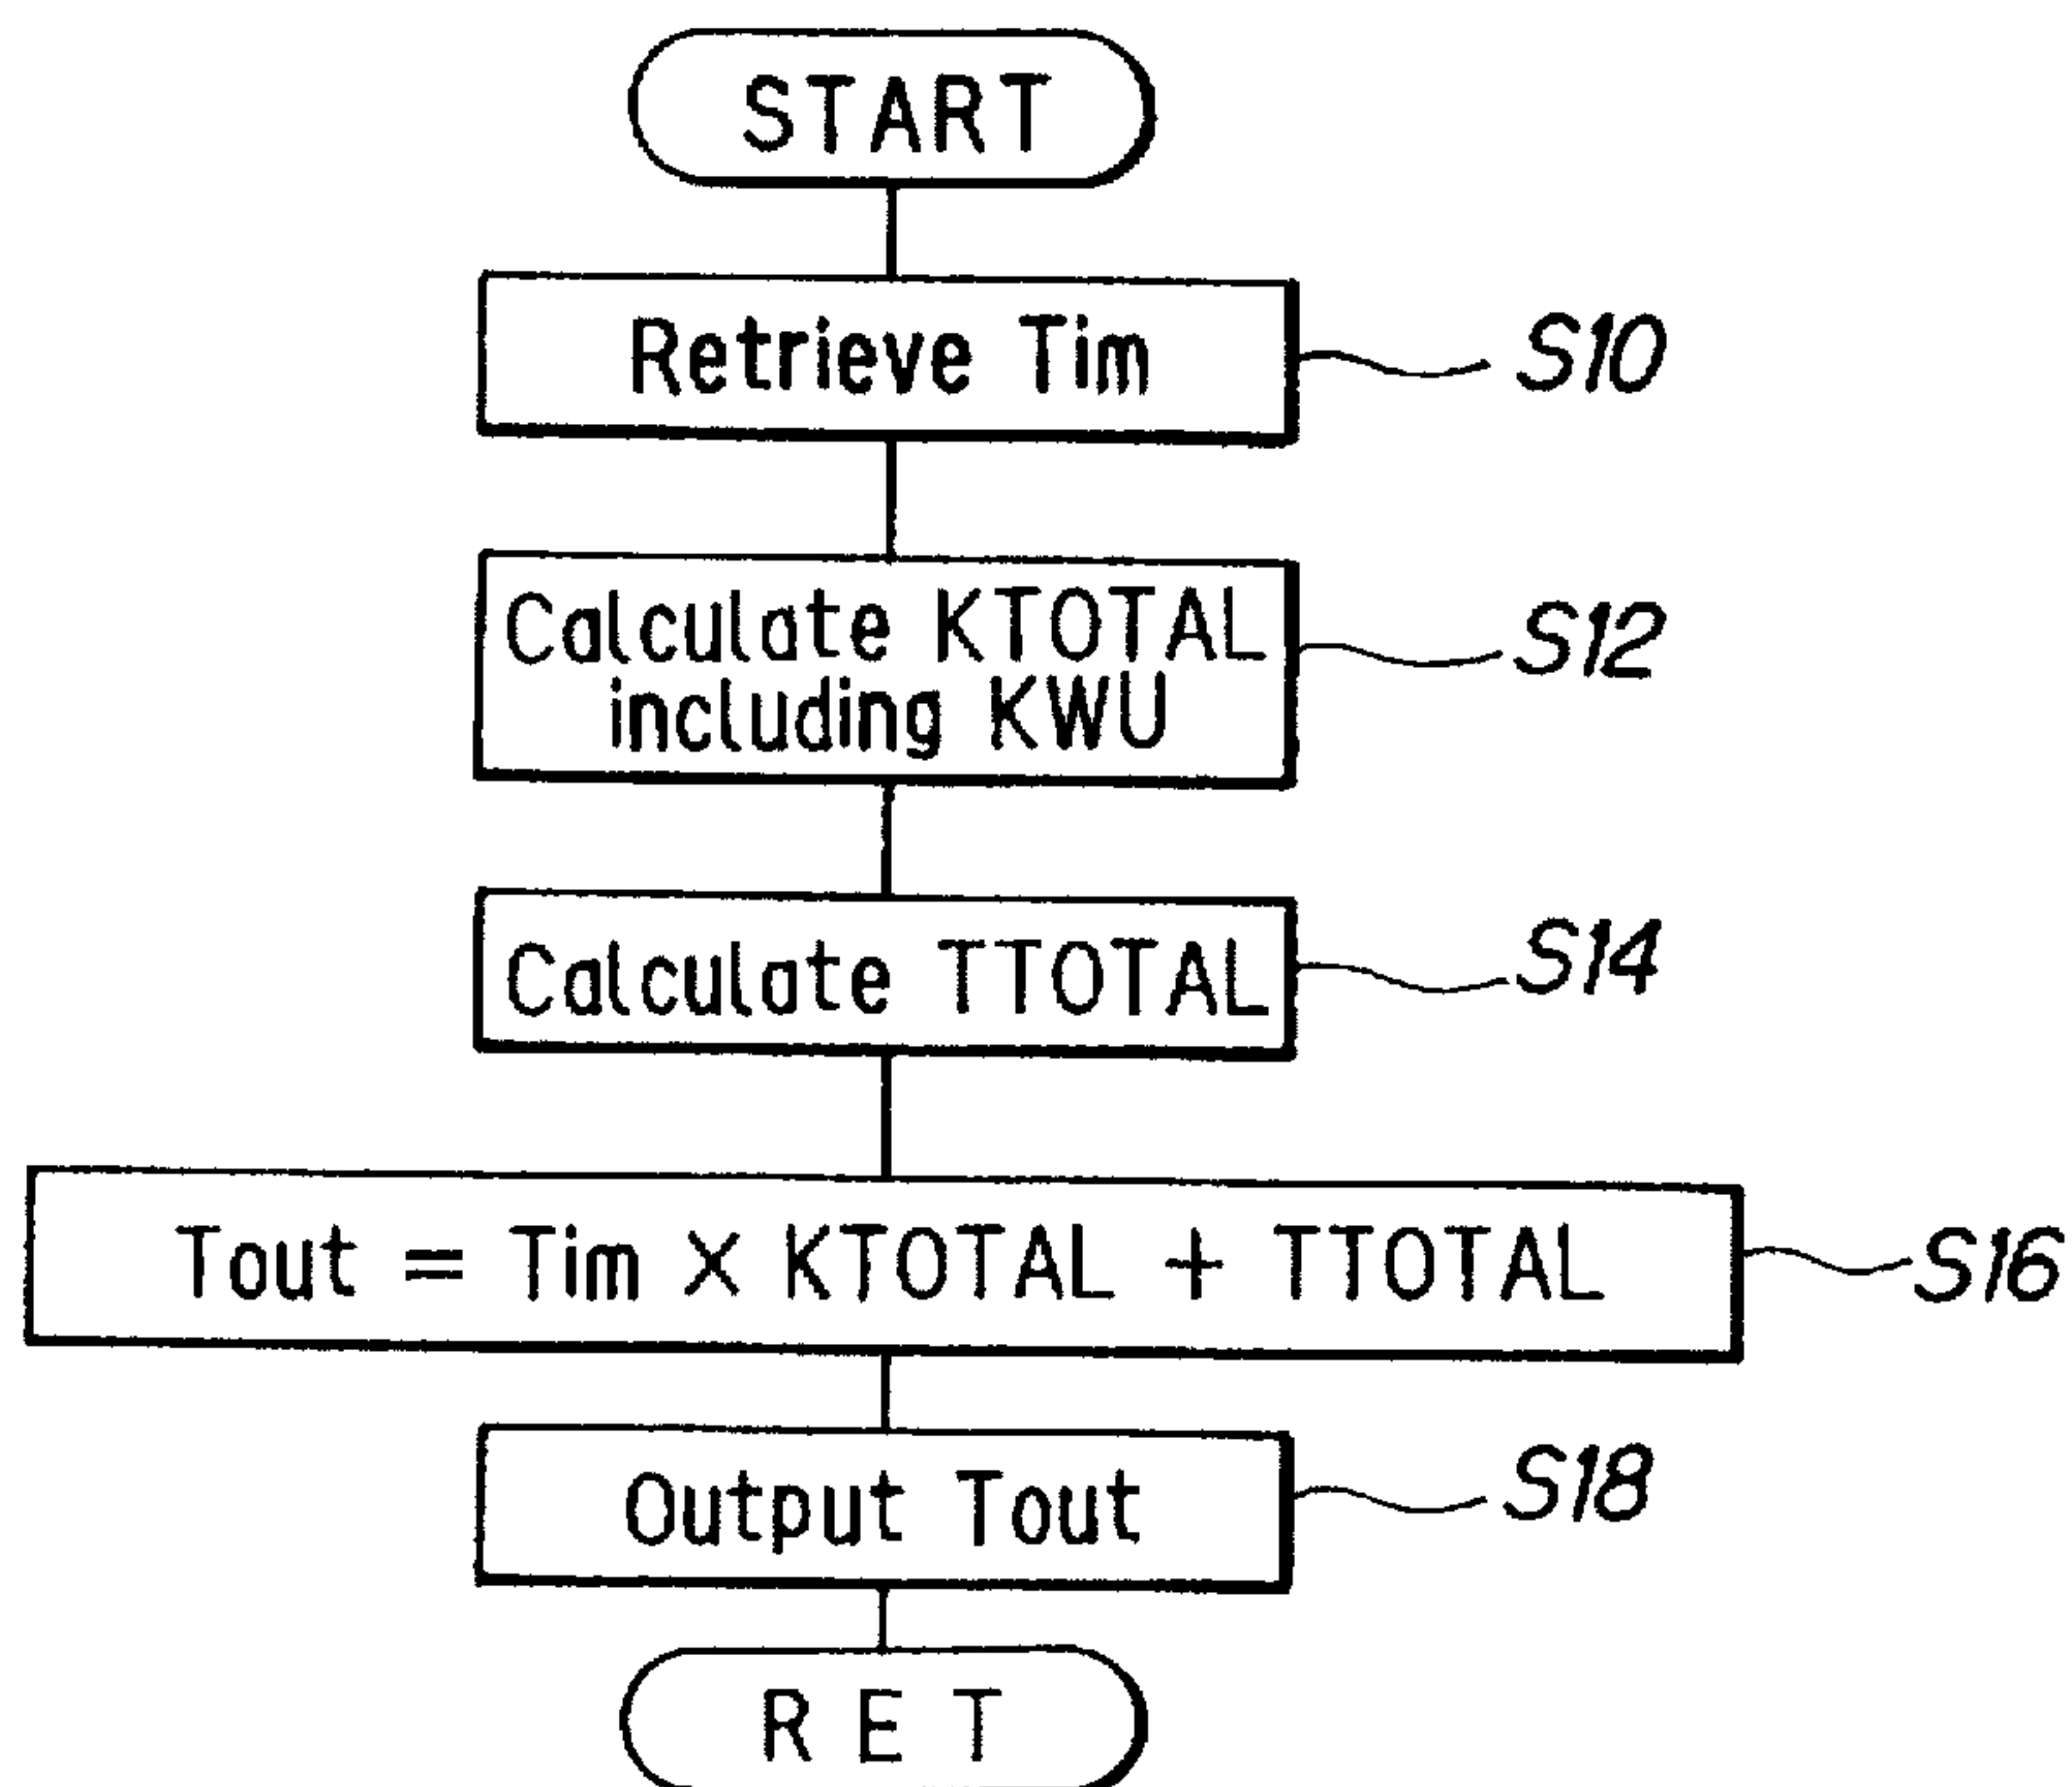 START
Retrieve Tim
S10
Calculate KTOTAL
including KWU
S12
Calculate TTOTAL
S14
Tout = Tim × KTOTAL + TTOTAL
S16
Output Tout
S18
RET